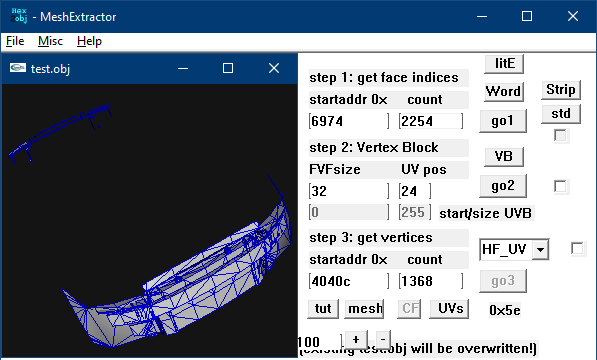 Hex 2obj - MeshExtractor
File Misc Help
test.obj
litE
step 1: get face indices
Word Strip
startaddr 0x count
std
6974 2254 go1
step 2: Vertex Block
VB
FVFsize UV pos
32 24 go2
0 255 start/size UVB
step 3: get vertices
HF_UV
startaddr 0x count
4040c 1368 go3
tut mesh CF UVs 0x5e
100 + -
(existing test.obj will be overwritten!)